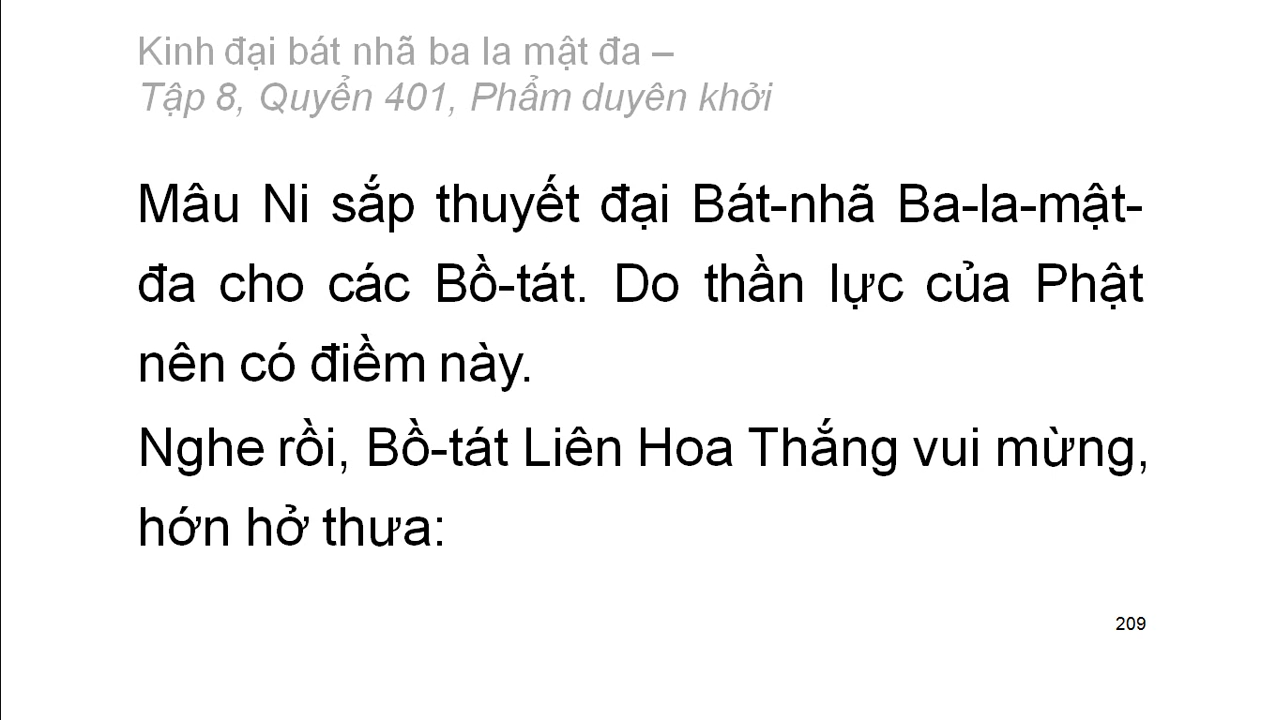 Kinh đại bát nhã ba la mật đa –
Tập 8, Quyển 401, Phẩm duyên khởi
Mâu Ni sắp thuyết đại Bát-nhã Ba-la-mật-
đa cho các Bồ-tát. Do thần lực của Phật
nên có điềm này.
Nghe rồi, Bồ-tát Liên Hoa Thắng vui mừng,
hớn hở thưa:
209